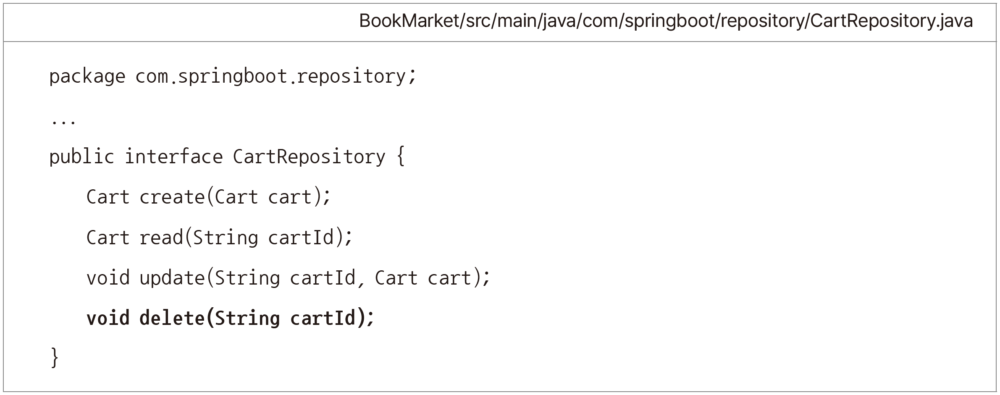 BookMarket/src/main/java/com/springboot/repository/CartRepository.java
package com.springboot.repository;
...
public interface CartRepository {
Cart create(Cart cart);
Cart read(String cartId);
void update(String cartId, Cart cart);
void delete(String cartId);
}